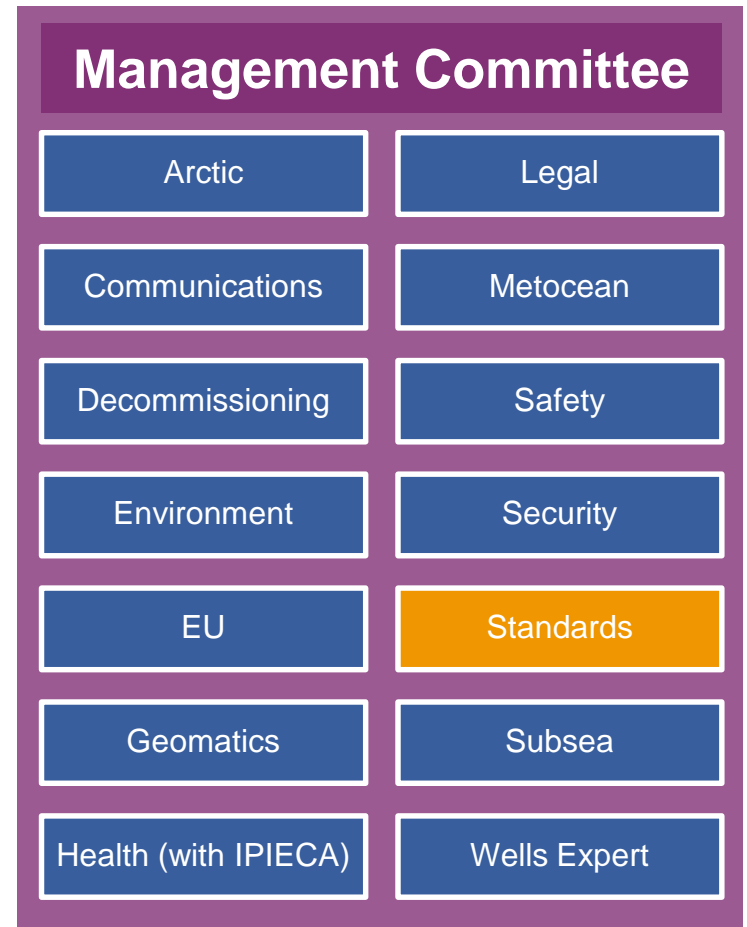 Management Committee
Arctic
Legal
Communications
Metocean
Decommissioning
Safety
Environment
Security
EU
Standards
Geomatics
Subsea
Health (with IPIECA)
Wells Expert